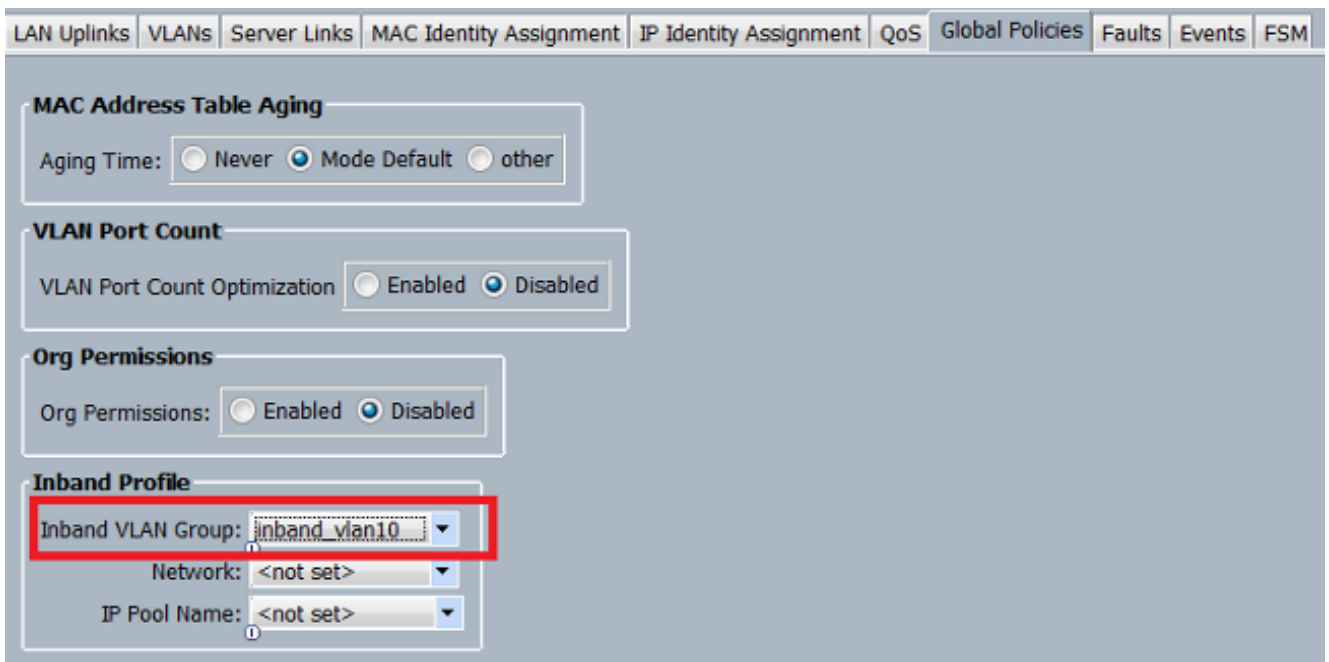 LAN Uplinks VLANs Server Links MAC Identity Assignment IP Identity Assignment QoS Global Policies Faults Events FSM
MAC Address Table Aging
Aging Time: Never Mode Default other
VLAN Port Count
VLAN Port Count Optimization Enabled Disabled
Org Permissions
Org Permissions: Enabled Disabled
Inband Profile
Inband VLAN Group: inband_vlan10
Network: <not set>
IP Pool Name: <not set>